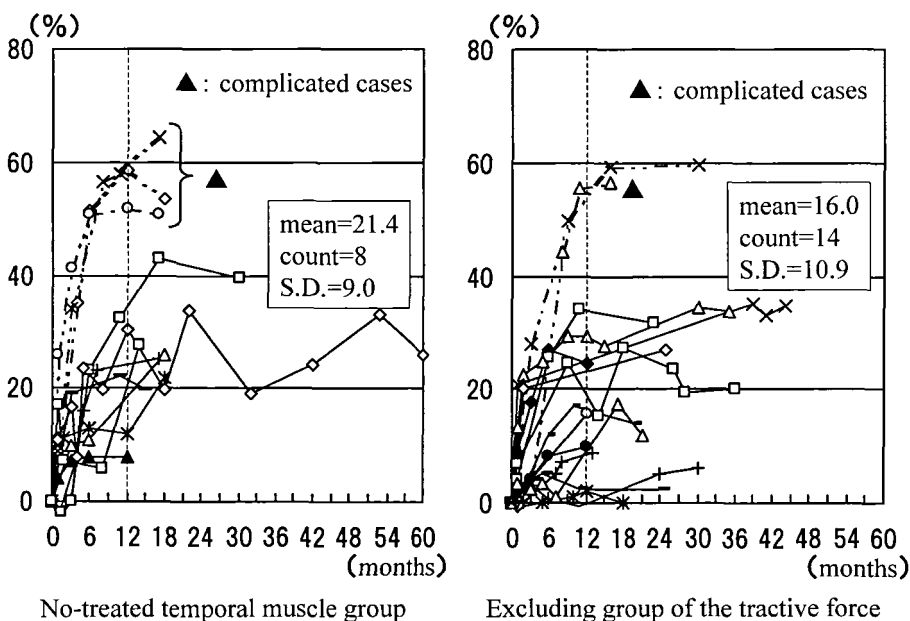 (%)
80
60
40
20
0
▲: complicated cases
▲
mean=21.4
count=8
S.D.=9.0
0 6 12 18 24 30 36 42 48 54 60
(months)
No-treated temporal muscle group
(%)
80
60
40
20
0
▲: complicated cases
▲
mean=16.0
count=14
S.D.=10.9
0 6 12 18 24 30 36 42 48 54 60
(months)
Excluding group of the tractive force